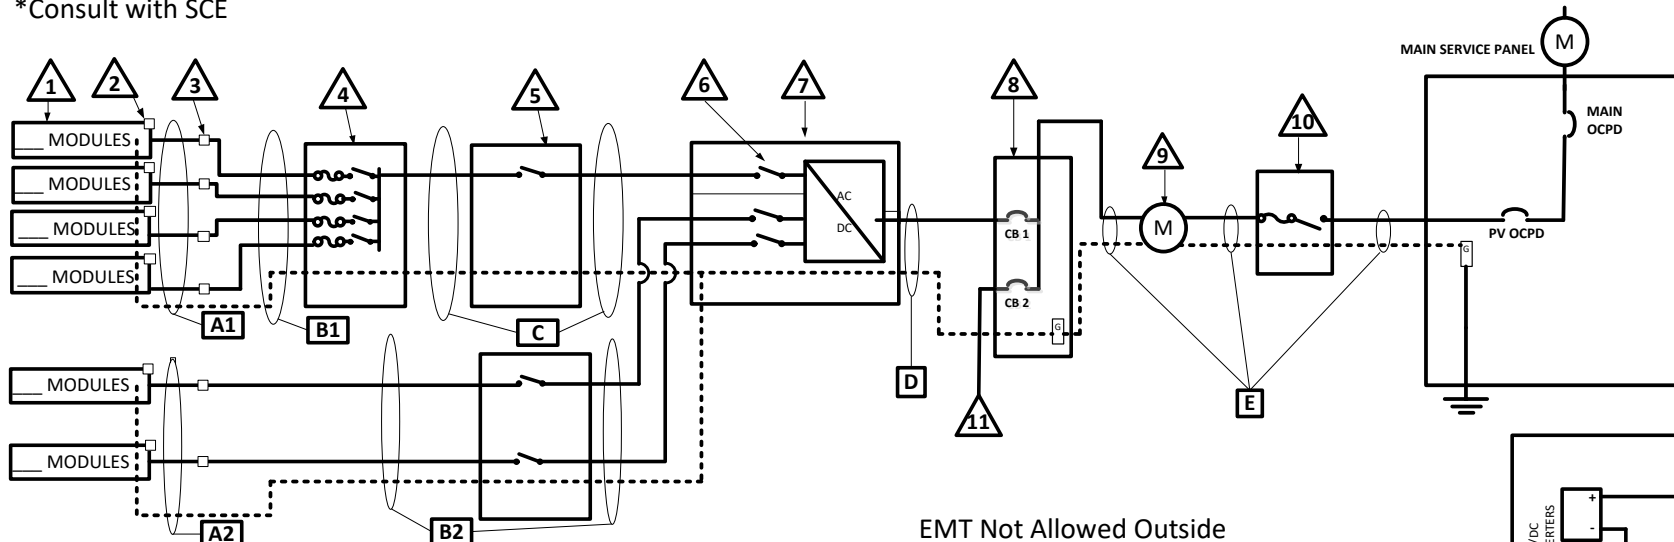 *Consult with SCE
MAIN SERVICE PANEL
M
MAIN
OCPD
1
2
3
4
5
6
7
8
9
10
___ MODULES
___ MODULES
___ MODULES
___ MODULES
AC
DC
CB 1
CB 2
M
PV OCPD
G
G
A1
B1
C
D
E
11
___ MODULES
___ MODULES
A2
B2
EMT Not Allowed Outside
+
-
/DC
ERTERS